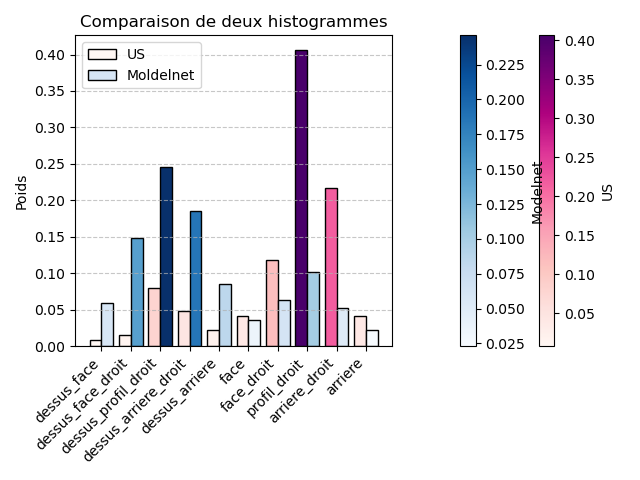 Comparaison de deux histogrammes
US
Moldelnet
Poids
0.40
0.35
0.30
0.25
0.20
0.15
0.10
0.05
0.00
dessus_face
dessus_face_droit
dessus_profil_droit
dessus_arriere_droit
dessus_arriere
face
face_droit
profil_droit
arriere_droit
arriere
0.225
0.200
0.175
0.150
0.125
0.100
0.075
0.050
0.025
Modelnet
0.40
0.35
0.30
0.25
0.20
0.15
0.10
0.05
US